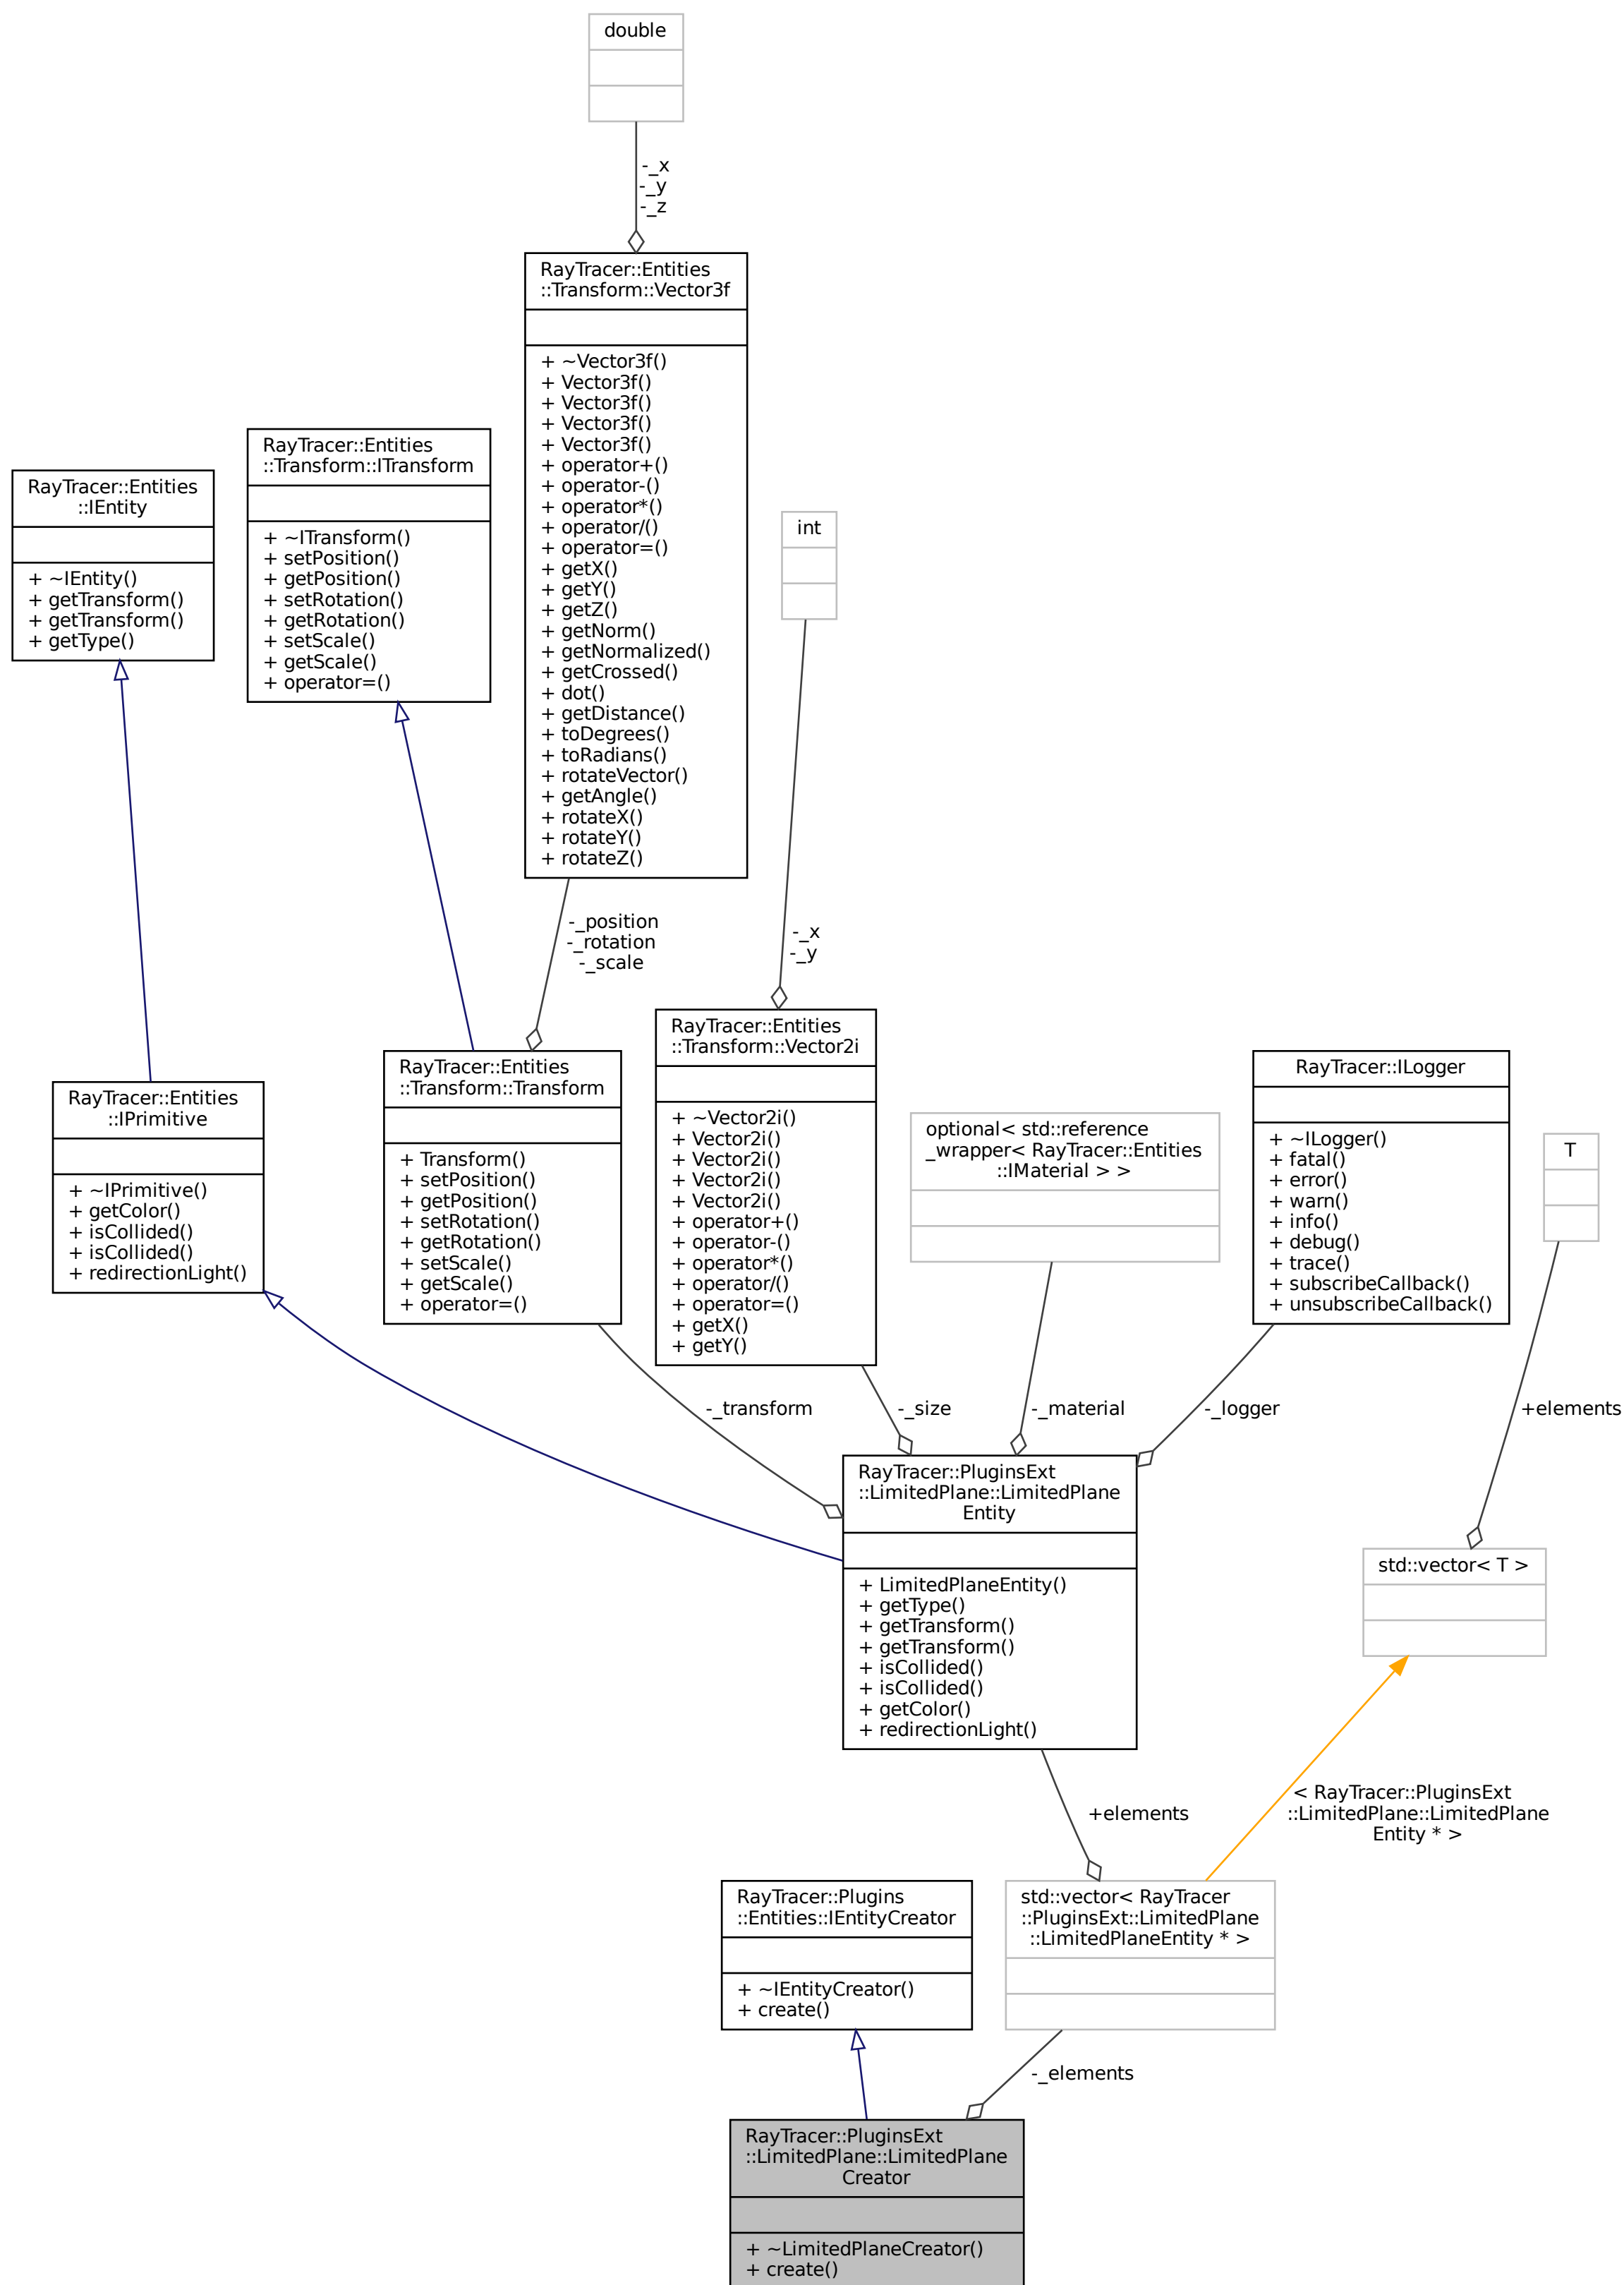 double
-_x
-_y
-_z
RayTracer::Entities
::Transform::Vector3f
+ ~Vector3f()
+ Vector3f()
+ Vector3f()
+ Vector3f()
+ Vector3f()
+ operator+()
+ operator-()
+ operator*()
+ operator/()
+ operator=()
+ getX()
+ getY()
+ getZ()
+ getNorm()
+ getNormalized()
+ getCrossed()
+ dot()
+ getDistance()
+ toDegrees()
+ toRadians()
+ rotateVector()
+ getAngle()
+ rotateX()
+ rotateY()
+ rotateZ()
RayTracer::Entities
::Transform::ITransform
+ ~ITransform()
+ setPosition()
+ getPosition()
+ setRotation()
+ getRotation()
+ setScale()
+ getScale()
+ operator=()
RayTracer::Entities
::IEntity
+ ~IEntity()
+ getTransform()
+ getTransform()
+ getType()
int
-_position
-_rotation
-_scale
-_x
-_y
RayTracer::Entities
::IPrimitive
+ ~IPrimitive()
+ getColor()
+ isCollided()
+ isCollided()
+ redirectionLight()
RayTracer::Entities
::Transform::Transform
+ Transform()
+ setPosition()
+ getPosition()
+ setRotation()
+ getRotation()
+ setScale()
+ getScale()
+ operator=()
RayTracer::Entities
::Transform::Vector2i
+ ~Vector2i()
+ Vector2i()
+ Vector2i()
+ Vector2i()
+ Vector2i()
+ operator+()
+ operator-()
+ operator*()
+ operator/()
+ operator=()
+ getX()
+ getY()
optional< std::reference
_wrapper< RayTracer::Entities
::IMaterial > >
RayTracer::ILogger
+ ~ILogger()
+ fatal()
+ error()
+ warn()
+ info()
+ debug()
+ trace()
+ subscribeCallback()
+ unsubscribeCallback()
T
-_transform
-_size
-_material
-_logger
+elements
RayTracer::PluginsExt
::LimitedPlane::LimitedPlane
Entity
+ LimitedPlaneEntity()
+ getType()
+ getTransform()
+ getTransform()
+ isCollided()
+ isCollided()
+ getColor()
+ redirectionLight()
std::vector< T >
+elements
< RayTracer::PluginsExt
::LimitedPlane::LimitedPlane
Entity * >
RayTracer::Plugins
::Entities::IEntityCreator
+ ~IEntityCreator()
+ create()
std::vector< RayTracer
::PluginsExt::LimitedPlane
::LimitedPlaneEntity * >
-_elements
RayTracer::PluginsExt
::LimitedPlane::LimitedPlane
Creator
+ ~LimitedPlaneCreator()
+ create()